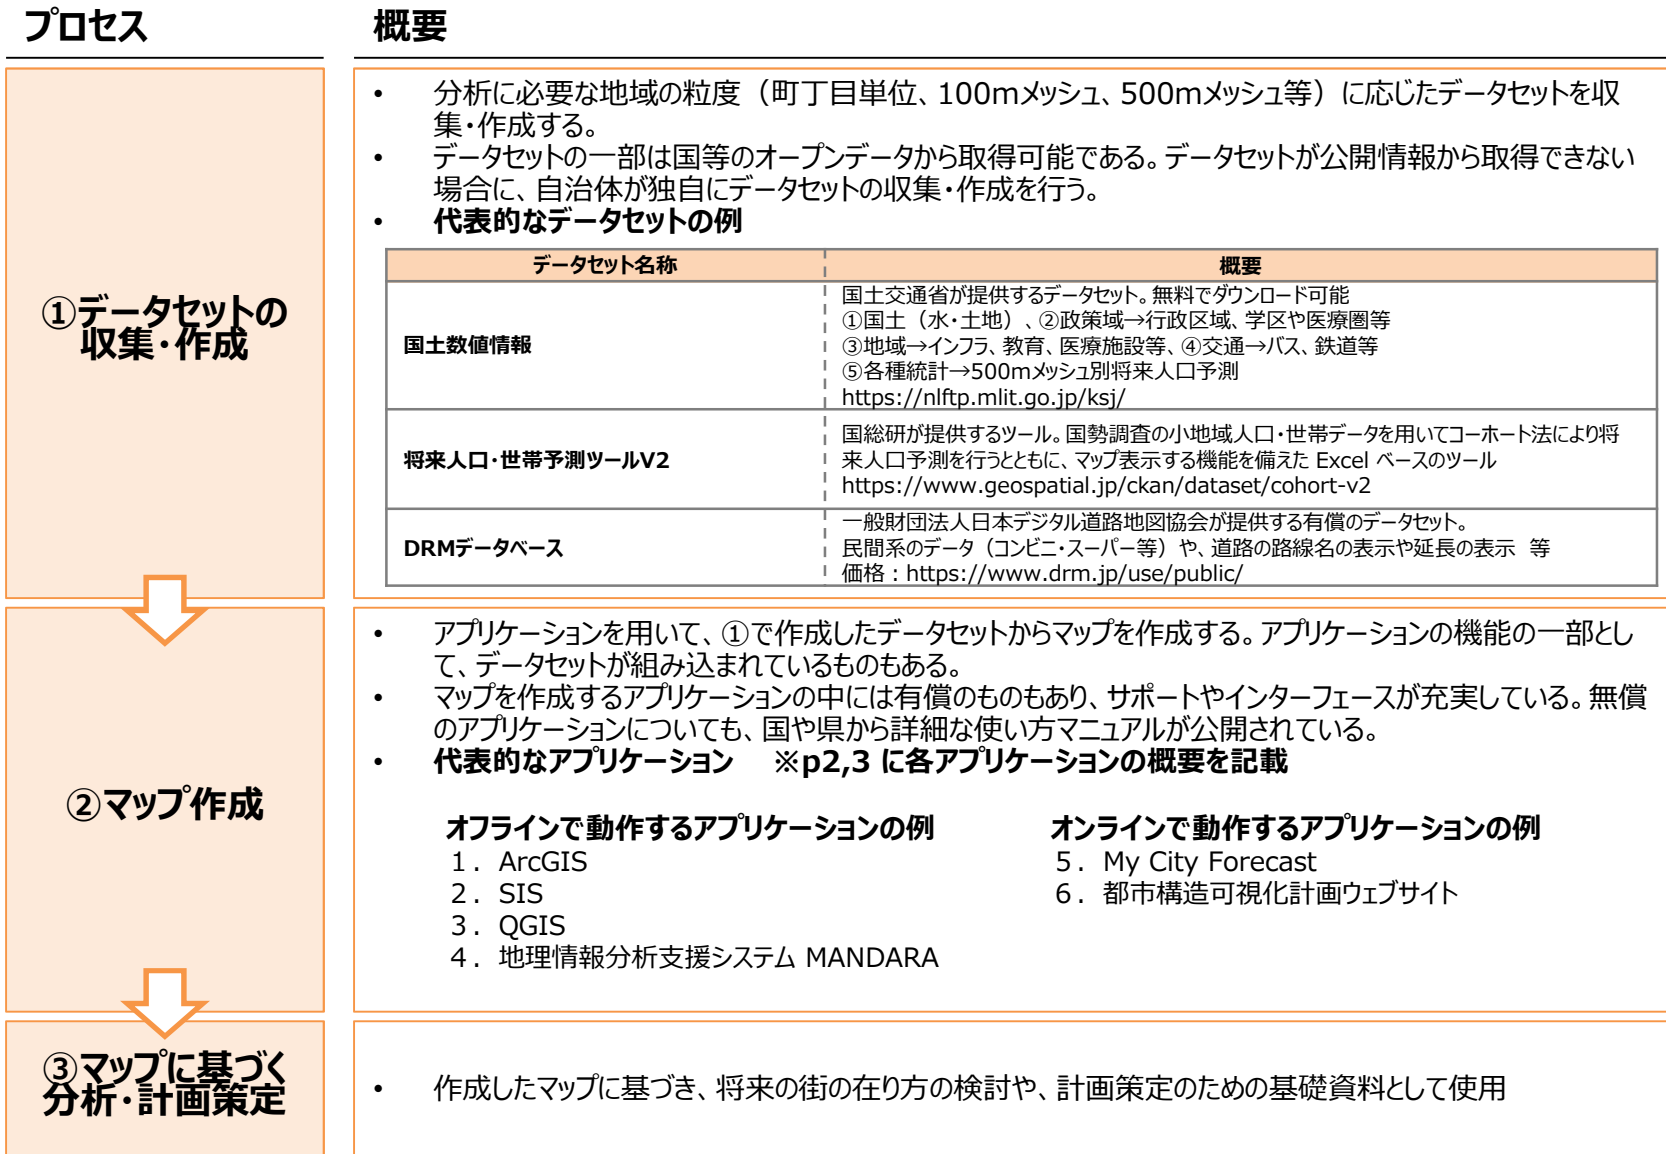 プロセス
概要
①データセットの
収集・作成
• 分析に必要な地域の粒度（町丁目単位、100mメッシュ、500mメッシュ等）に応じたデータセットを収
集・作成する。
• データセットの一部は国等のオープンデータから取得可能である。データセットが公開情報から取得できない
場合に、自治体が独自にデータセットの収集・作成を行う。
• 代表的なデータセットの例
データセット名称
概要
国土数値情報
国土交通省が提供するデータセット。無料でダウンロード可能
①国土（水・土地）、②政策域→行政区域、学区や医療圏等
③地域→インフラ、教育、医療施設等、④交通→バス、鉄道等
⑤各種統計→500mメッシュ別将来人口予測
https://nlftp.mlit.go.jp/ksj/
将来人口・世帯予測ツールV2
国総研が提供するツール。国勢調査の小地域人口・世帯データを用いてコーホート法により将
来人口予測を行うとともに、マップ表示する機能を備えた Excel ベースのツール
https://www.geospatial.jp/ckan/dataset/cohort-v2
DRMデータベース
一般財団法人日本デジタル道路地図協会が提供する有償のデータセット。
民間系のデータ（コンビニ・スーパー等）や、道路の路線名の表示や延長の表示 等
価格：https://www.drm.jp/use/public/
②マップ作成
• アプリケーションを用いて、①で作成したデータセットからマップを作成する。アプリケーションの機能の一部とし
て、データセットが組み込まれているものもある。
• マップを作成するアプリケーションの中には有償のものもあり、サポートやインターフェースが充実している。無償
のアプリケーションについても、国や県から詳細な使い方マニュアルが公開されている。
• 代表的なアプリケーション ※p2,3 に各アプリケーションの概要を記載
オフラインで動作するアプリケーションの例
１．ArcGIS
２．SIS
３．QGIS
４．地理情報分析支援システム MANDARA
オンラインで動作するアプリケーションの例
５．My City Forecast
６．都市構造可視化計画ウェブサイト
③マップに基づく
分析・計画策定
• 作成したマップに基づき、将来の街の在り方の検討や、計画策定のための基礎資料として使用